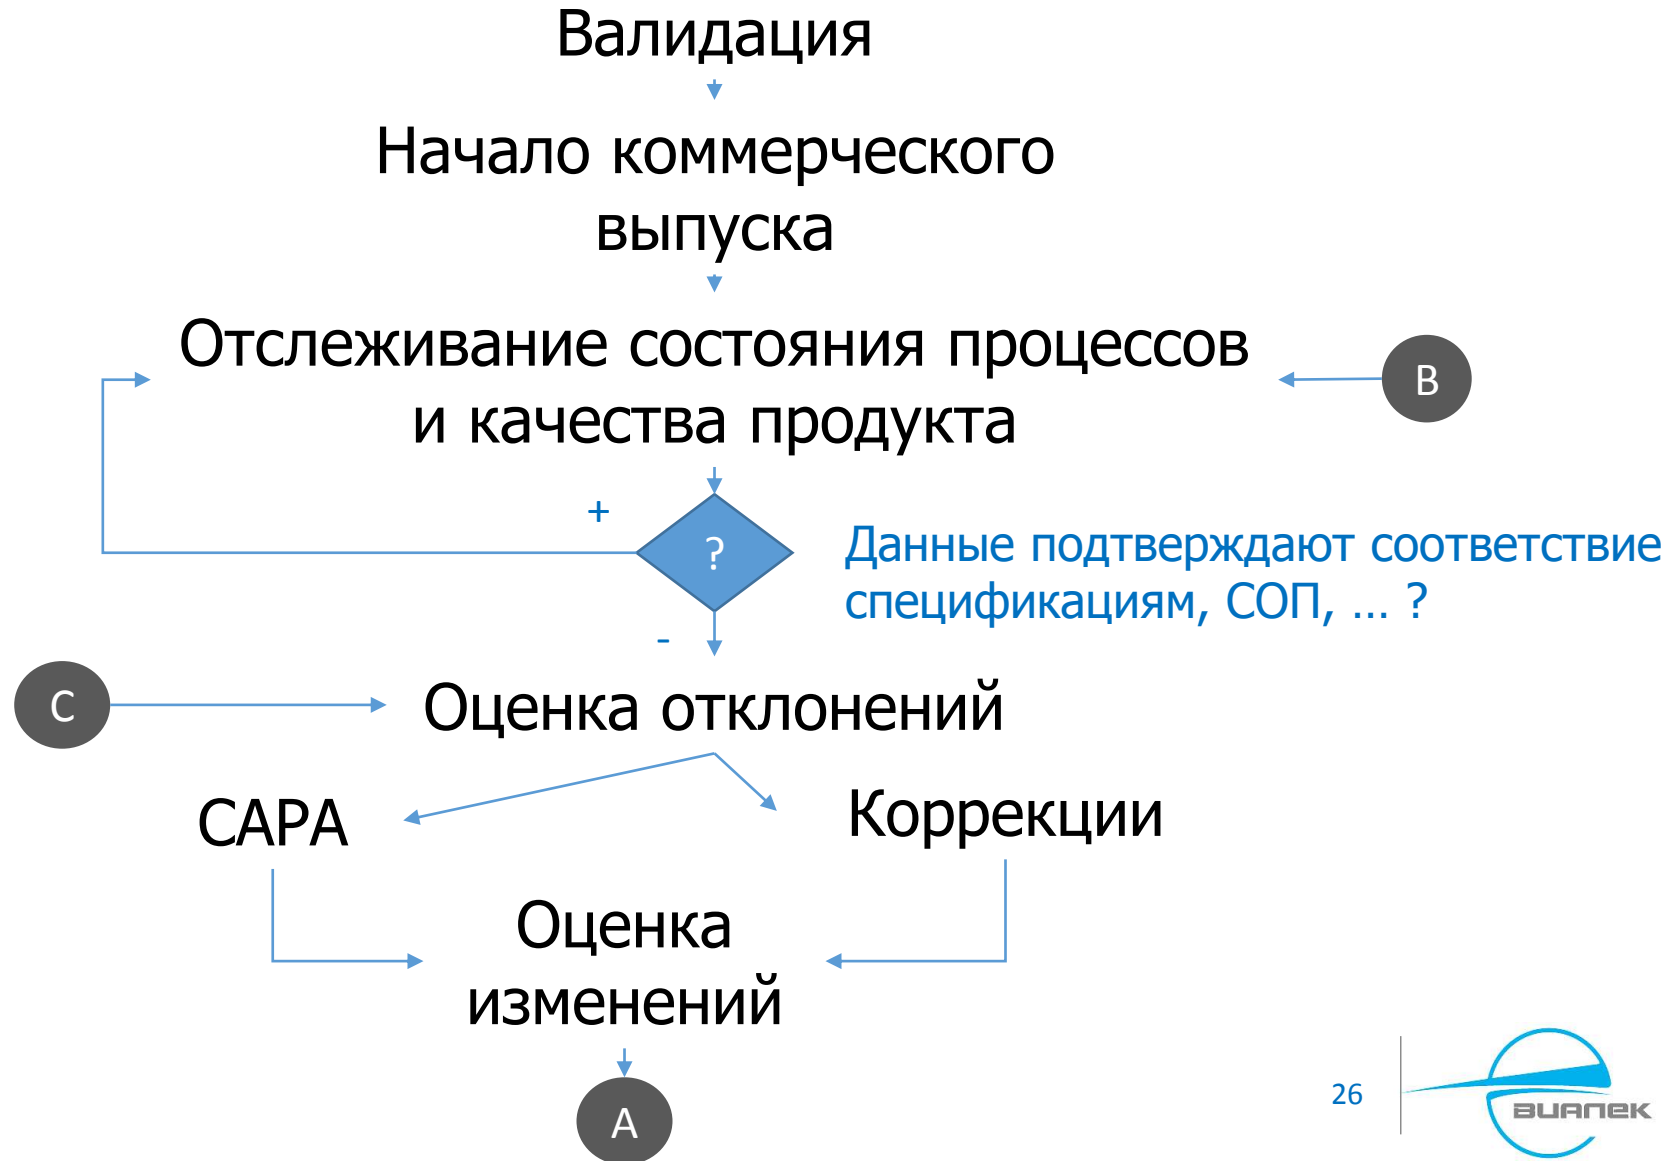 Валидация
Начало коммерческого
выпуска
Отслеживание состояния процессов
и качества продукта
B
+
?
Данные подтверждают соответствие
спецификациям, СОП, … ?
-
C
Оценка отклонений
CAPA
Коррекции
Оценка
изменений
A
26
виалек